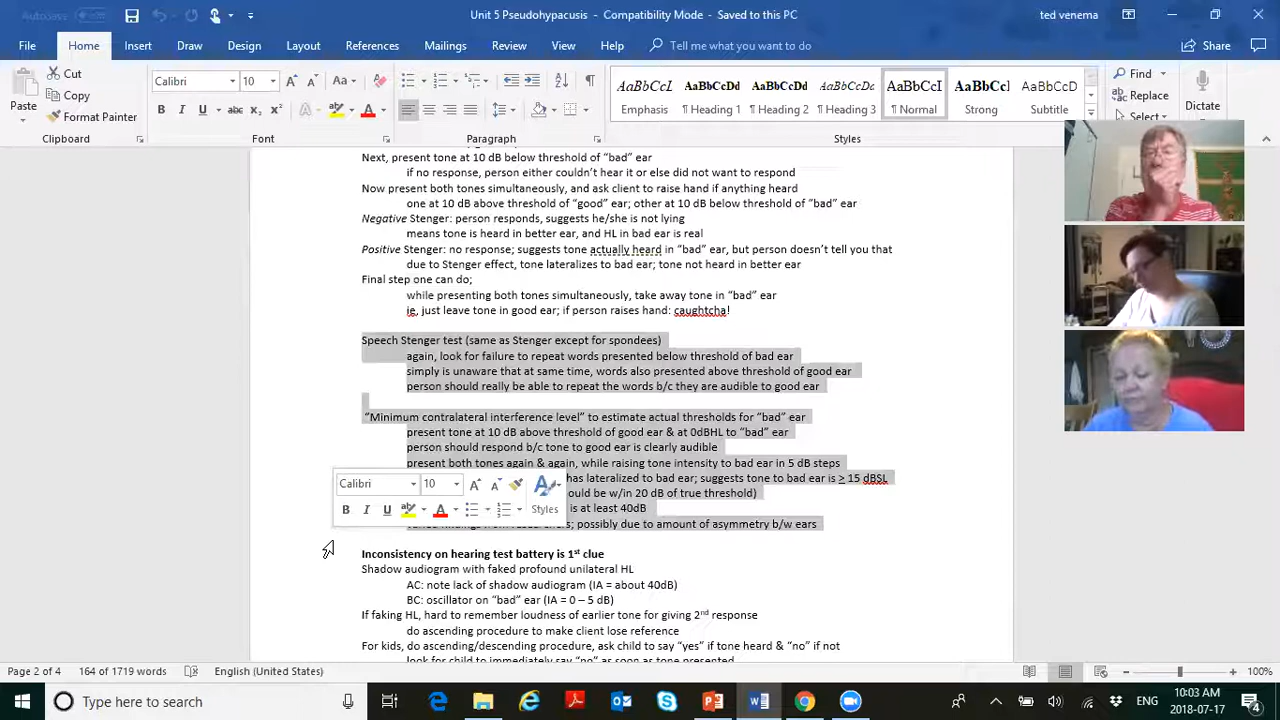 AutoSave
Unit 5 Pseudohypacusis - Compatibility Mode - Saved to this PC
ted venema
File Home Insert Draw Design Layout References Mailings Review View Help Tell me what you want to do Share
Paste
Cut
Copy
Format Painter
Clipboard
Calibri 10
Font
Paragraph
AaBbCcL AaBbCcDd AaBbCcDd AaBbCcDc AaBbCcI AaBbCcI AaBbCcDd
Emphasis ¶ Heading 1 ¶ Heading 2 ¶ Heading 3 ¶ Normal Strong Subtitle
Styles
Find
Replace
Select
Dictate
Next, present tone at 10 dB below threshold of “bad” ear
if no response, person either couldn’t hear it or else did not want to respond
Now present both tones simultaneously, and ask client to raise hand if anything heard
one at 10 dB above threshold of “good” ear; other at 10 dB below threshold of “bad” ear
Negative Stenger: person responds, suggests he/she is not lying
means tone is heard in better ear, and HL in bad ear is real
Positive Stenger: no response; suggests tone actually heard in “bad” ear, but person doesn’t tell you that
due to Stenger effect, tone lateralizes to bad ear; tone not heard in better ear
Final step one can do;
while presenting both tones simultaneously, take away tone in “bad” ear
ie, just leave tone in good ear; if person raises hand: caughtcha!
Speech Stenger test (same as Stenger except for spondees)
again, look for failure to repeat words presented below threshold of bad ear
simply is unaware that at same time, words also presented above threshold of good ear
person should really be able to repeat the words b/c they are audible to good ear
“Minimum contralateral interference level” to estimate actual thresholds for “bad” ear
present tone at 10 dB above threshold of good ear & at 0dBHL to “bad” ear
person should respond b/c tone to good ear is clearly audible
present both tones again & again, while raising tone intensity to bad ear in 5 dB steps
has lateralized to bad ear; suggests tone to bad ear is ≥ 15 dBSL
ould be w/in 20 dB of true threshold)
is at least 40dB
; possibly due to amount of asymmetry b/w ears
Calibri 10
Styles
Inconsistency on hearing test battery is 1st clue
Shadow audiogram with faked profound unilateral HL
AC: note lack of shadow audiogram (IA = about 40dB)
BC: oscillator on “bad” ear (IA = 0 – 5 dB)
If faking HL, hard to remember loudness of earlier tone for giving 2nd response
do ascending procedure to make client lose reference
For kids, do ascending/descending procedure, ask child to say “yes” if tone heard & “no” if not
look for child to immediately say “no” as soon as tone presented
Page 2 of 4 164 of 1719 words English (United States) 100%
Type here to search
ENG
10:03 AM
2018-07-17
4